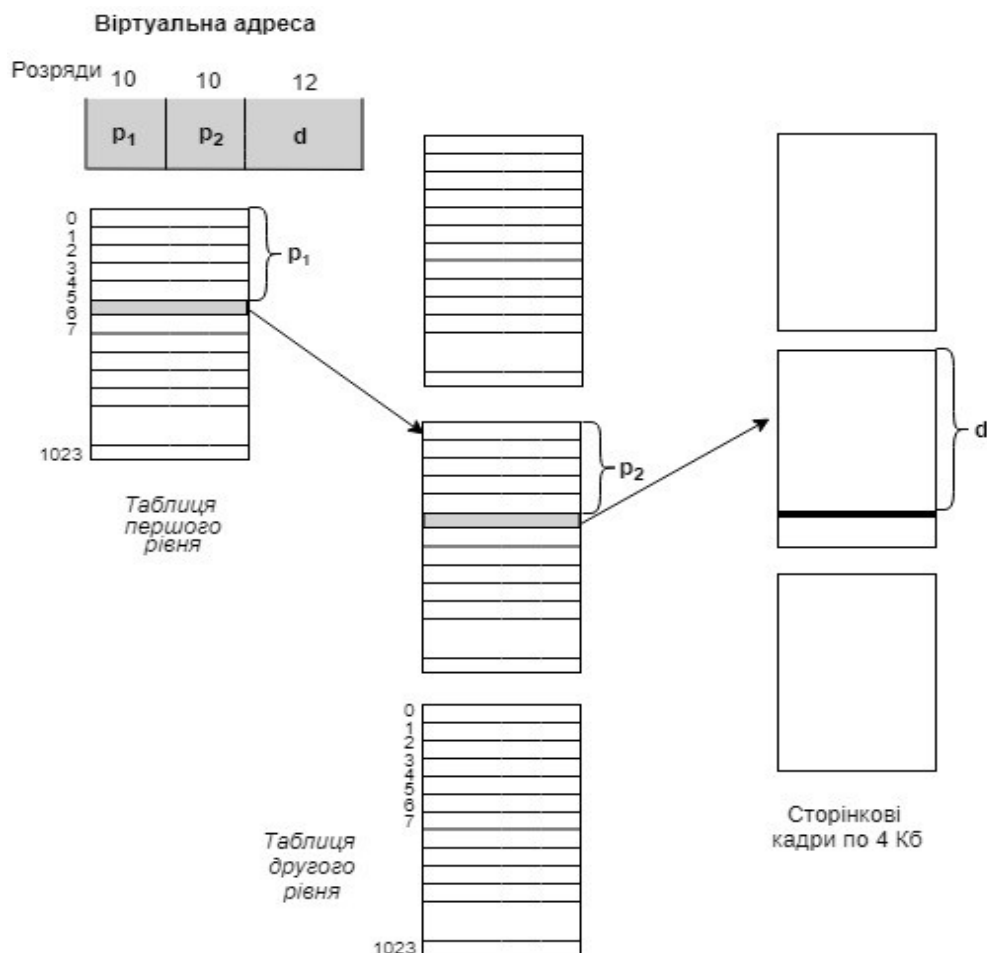 Віртуальна адреса
Розряди 10 10 12
p1 p2 d
0
1
2
3
4
5
6
7
1023
p1
Таблиця
першого
рівня
p2
d
0
1
2
3
4
5
6
7
1023
Таблиця
другого
рівня
Сторінкові
кадри по 4 Кб